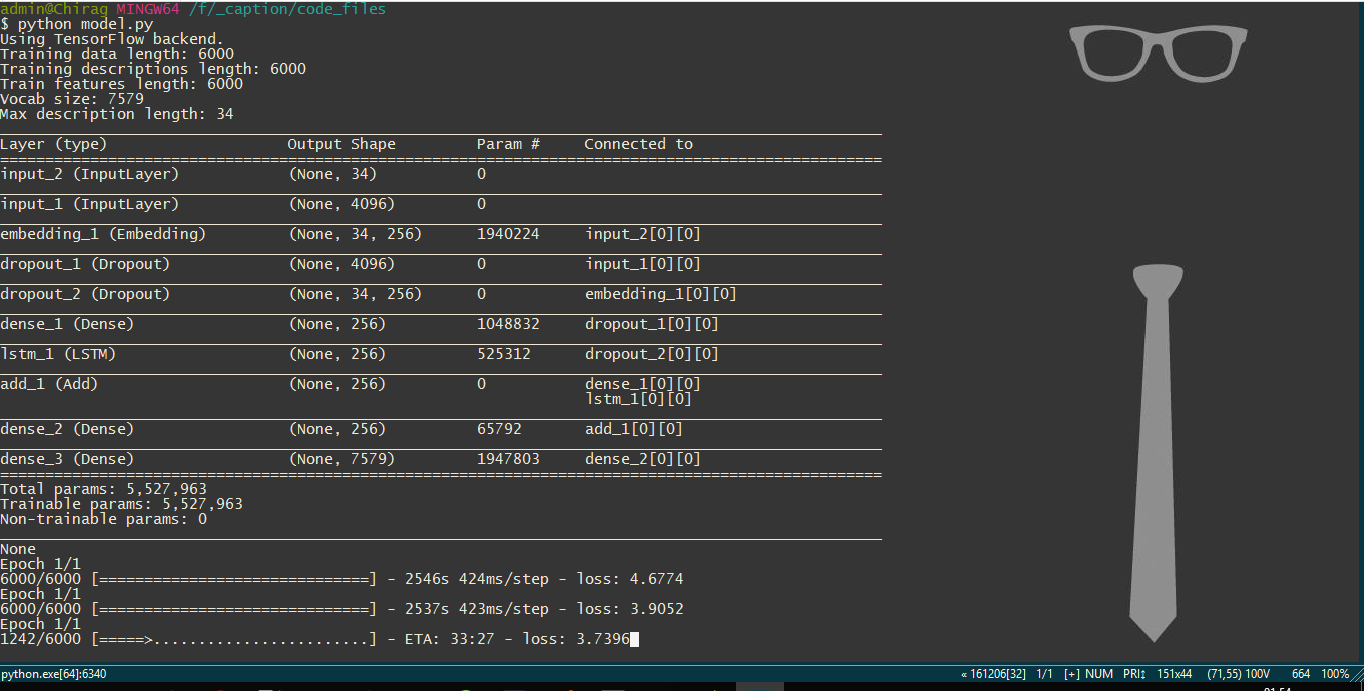 admin@Chirag MINGW64 /f/_caption/code_files
$ python model.py
Using TensorFlow backend.
Training data length: 6000
Training descriptions length: 6000
Train features length: 6000
Vocab size: 7579
Max description length: 34
Layer (type) Output Shape Param # Connected to
==================================================================================================
input_2 (InputLayer) (None, 34) 0
input_1 (InputLayer) (None, 4096) 0
embedding_1 (Embedding) (None, 34, 256) 1940224 input_2[0][0]
dropout_1 (Dropout) (None, 4096) 0 input_1[0][0]
dropout_2 (Dropout) (None, 34, 256) 0 embedding_1[0][0]
dense_1 (Dense) (None, 256) 1048832 dropout_1[0][0]
lstm_1 (LSTM) (None, 256) 525312 dropout_2[0][0]
add_1 (Add) (None, 256) 0 dense_1[0][0]
lstm_1[0][0]
dense_2 (Dense) (None, 256) 65792 add_1[0][0]
dense_3 (Dense) (None, 7579) 1947803 dense_2[0][0]
==================================================================================================
Total params: 5,527,963
Trainable params: 5,527,963
Non-trainable params: 0
None
Epoch 1/1
6000/6000 [==============================] - 2546s 424ms/step - loss: 4.6774
Epoch 1/1
6000/6000 [==============================] - 2537s 423ms/step - loss: 3.9052
Epoch 1/1
1242/6000 [=====>........................] - ETA: 33:27 - loss: 3.7396
python.exe[64]:6340 « 161206[32] 1/1 [+] NUM PRI↕ 151x44 (71,55) 100V 664 100%